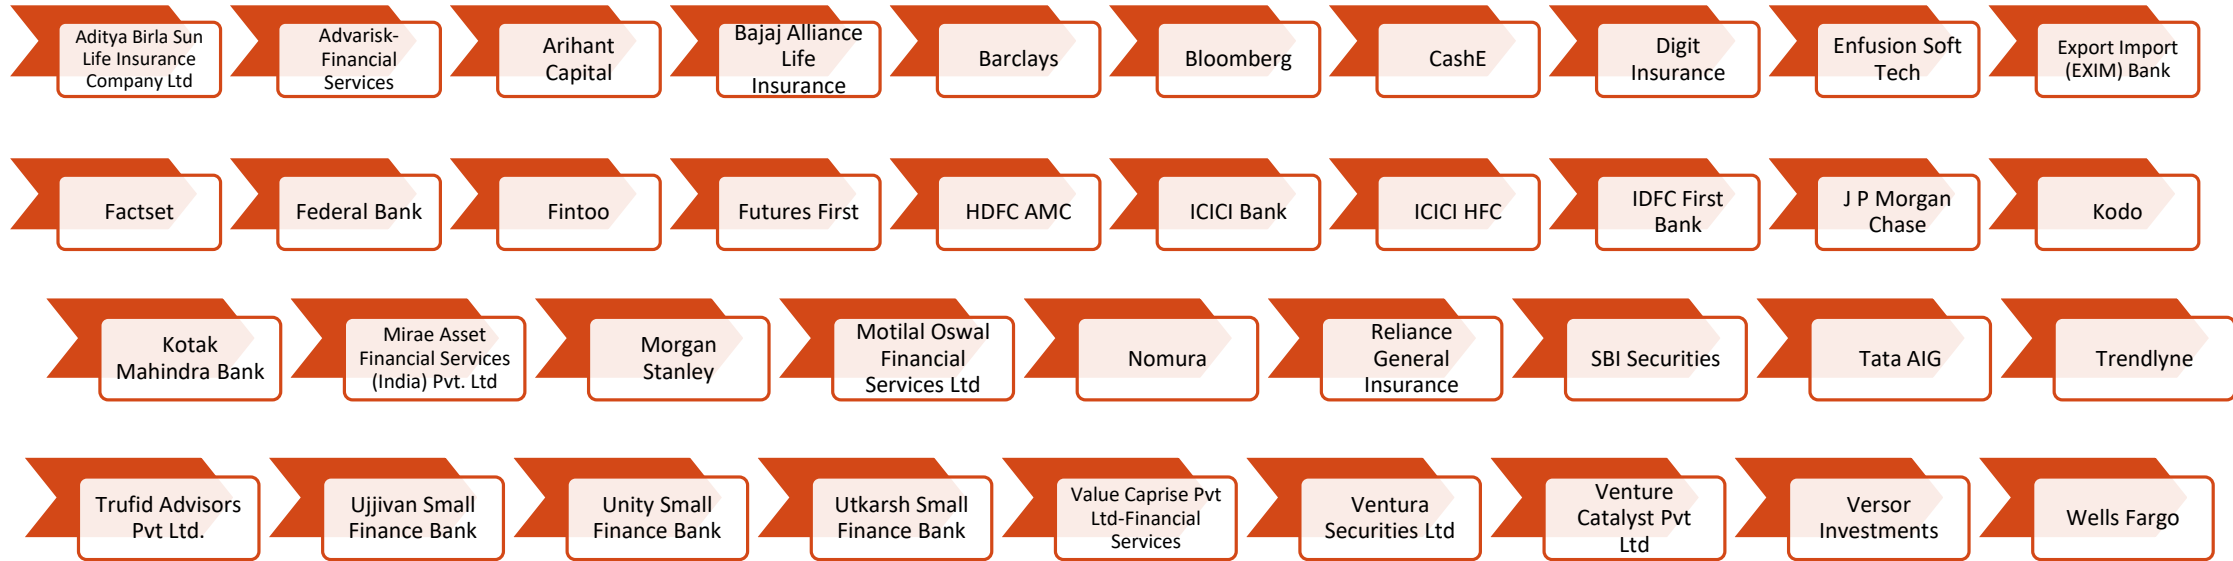 Aditya Birla Sun
Life Insurance
Company Ltd
Advarisk-
Financial
Services
Arihant
Capital
Bajaj Alliance
Life
Insurance
Barclays
Bloomberg
CashE
Digit
Insurance
Enfusion Soft
Tech
Export Import
(EXIM) Bank
Factset
Federal Bank
Fintoo
Futures First
HDFC AMC
ICICI Bank
ICICI HFC
IDFC First
Bank
J P Morgan
Chase
Kodo
Kotak
Mahindra Bank
Mirae Asset
Financial Services
(India) Pvt. Ltd
Morgan
Stanley
Motilal Oswal
Financial
Services Ltd
Nomura
Reliance
General
Insurance
SBI Securities
Tata AIG
Trendlyne
Trufid Advisors
Pvt Ltd.
Ujjivan Small
Finance Bank
Unity Small
Finance Bank
Utkarsh Small
Finance Bank
Value Caprise Pvt
Ltd-Financial
Services
Ventura
Securities Ltd
Venture
Catalyst Pvt
Ltd
Versor
Investments
Wells Fargo